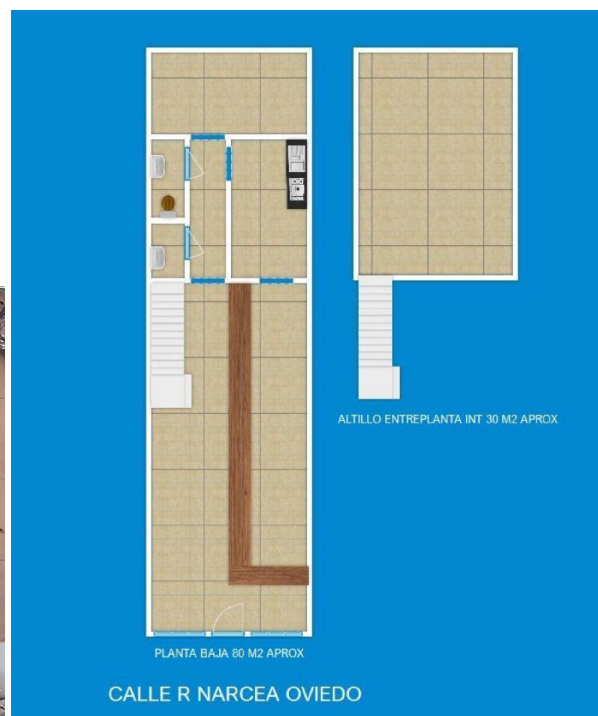 ALTILLO ENTREPLANTA INT 30 M2 APROX
PLANTA BAJA 80 M2 APROX
CALLE R NARCEA OVIEDO